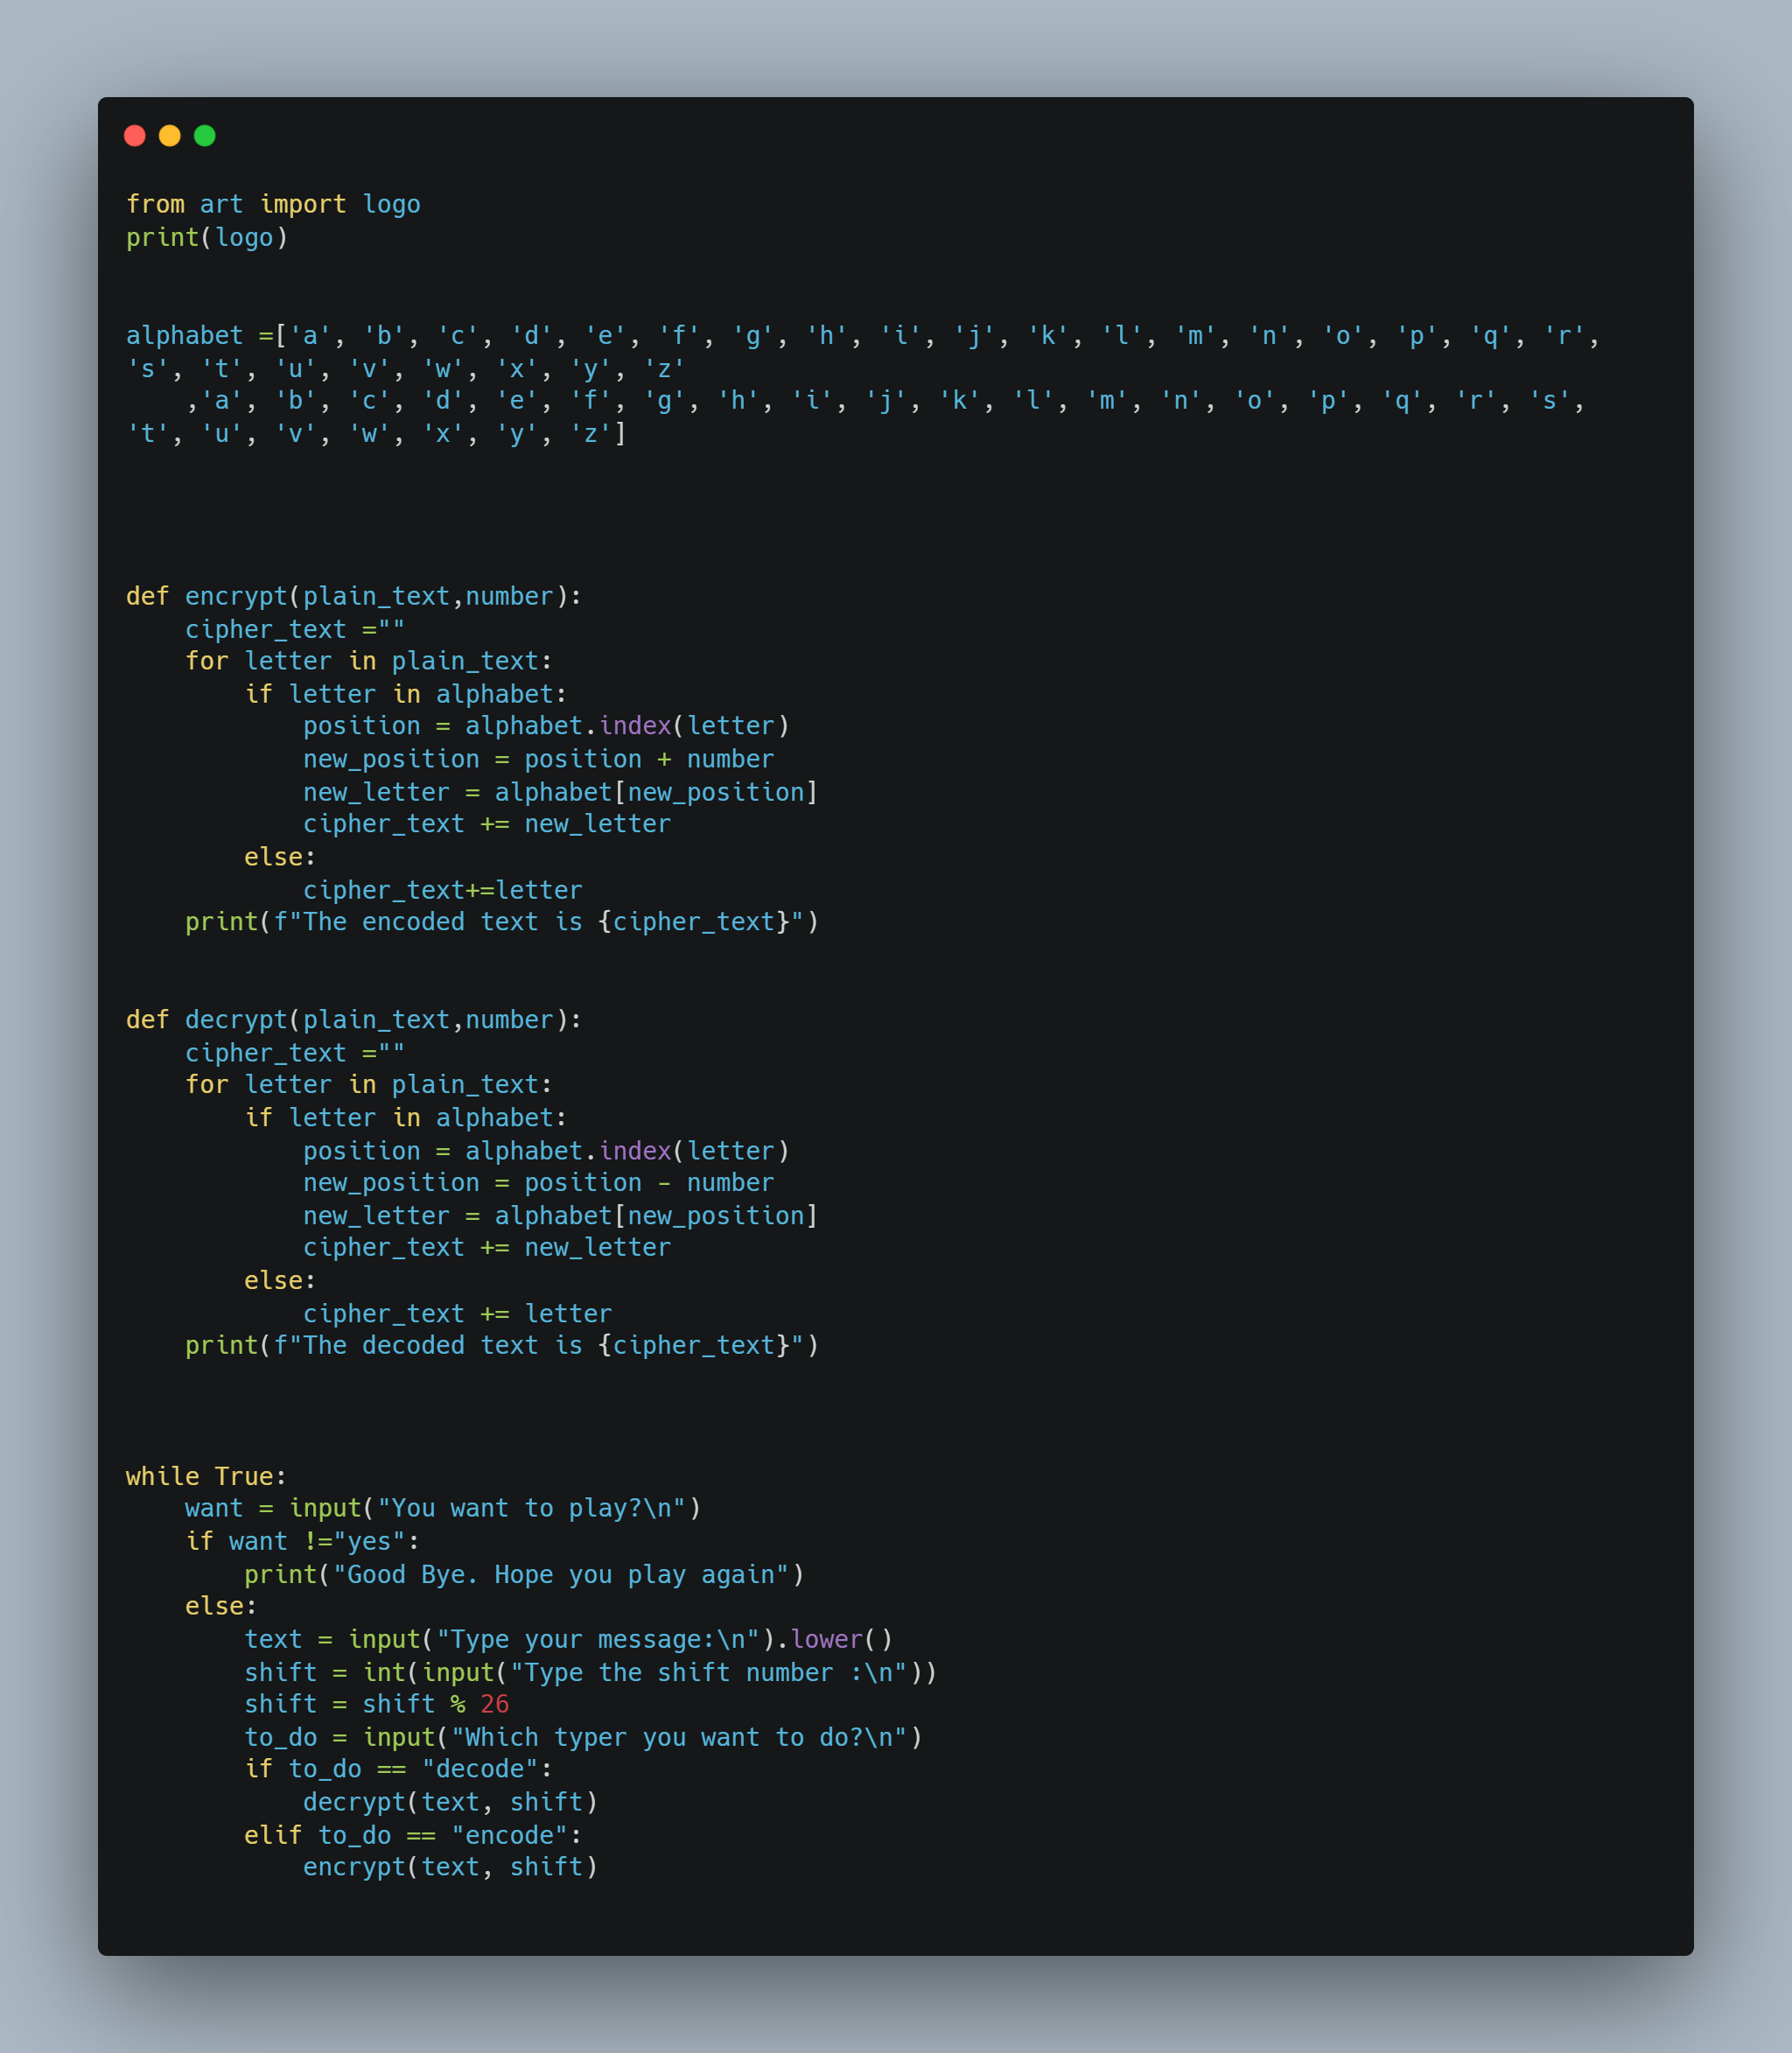 from art import logo
print(logo)
alphabet =['a', 'b', 'c', 'd', 'e', 'f', 'g', 'h', 'i', 'j', 'k', 'l', 'm', 'n', 'o', 'p', 'q', 'r',
's', 't', 'u', 'v', 'w', 'x', 'y', 'z'
    ,'a', 'b', 'c', 'd', 'e', 'f', 'g', 'h', 'i', 'j', 'k', 'l', 'm', 'n', 'o', 'p', 'q', 'r', 's',
't', 'u', 'v', 'w', 'x', 'y', 'z']
def encrypt(plain_text,number):
    cipher_text =""
    for letter in plain_text:
        if letter in alphabet:
            position = alphabet.index(letter)
            new_position = position + number
            new_letter = alphabet[new_position]
            cipher_text += new_letter
        else:
            cipher_text+=letter
    print(f"The encoded text is {cipher_text}")
def decrypt(plain_text,number):
    cipher_text =""
    for letter in plain_text:
        if letter in alphabet:
            position = alphabet.index(letter)
            new_position = position - number
            new_letter = alphabet[new_position]
            cipher_text += new_letter
        else:
            cipher_text += letter
    print(f"The decoded text is {cipher_text}")
while True:
    want = input("You want to play?\n")
    if want !="yes":
        print("Good Bye. Hope you play again")
    else:
        text = input("Type your message:\n").lower()
        shift = int(input("Type the shift number :\n"))
        shift = shift % 26
        to_do = input("Which typer you want to do?\n")
        if to_do == "decode":
            decrypt(text, shift)
        elif to_do == "encode":
            encrypt(text, shift)